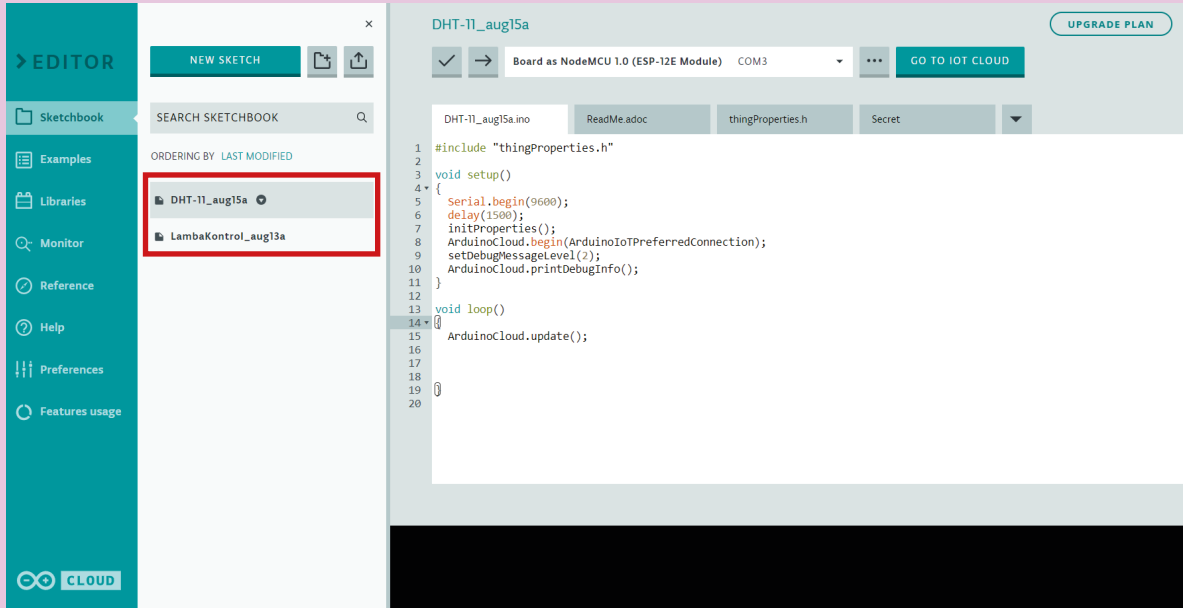 EDITOR
Sketchbook
Examples
Libraries
Monitor
Reference
Help
Preferences
Features usage
CLOUD
×
NEW SKETCH
SEARCH SKETCHBOOK
ORDERING BY LAST MODIFIED
DHT-11_aug15a
LambaKontrol_aug13a
DHT-11_aug15a
UPGRADE PLAN
Board as NodeMCU 1.0 (ESP-12E Module) COM3
GO TO IOT CLOUD
DHT-11_aug15a.ino ReadMe.adoc thingProperties.h Secret
1 #include "thingProperties.h"
2
3 void setup()
4 {
5 Serial.begin(9600);
6 delay(1500);
7 initProperties();
8 ArduinoCloud.begin(ArduinoIoTPreferredConnection);
9 setDebugMessageLevel(2);
10 ArduinoCloud.printDebugInfo();
11 }
12
13 void loop()
14 {
15 ArduinoCloud.update();
16
17
18
19 }
20